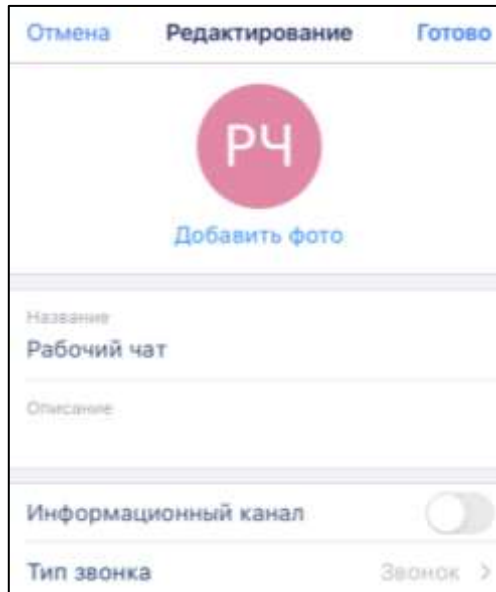 Отмена Редактирование Готово
РЧ
Добавить фото
Название
Рабочий чат
Описание
Информационный канал
Тип звонка Звонок >